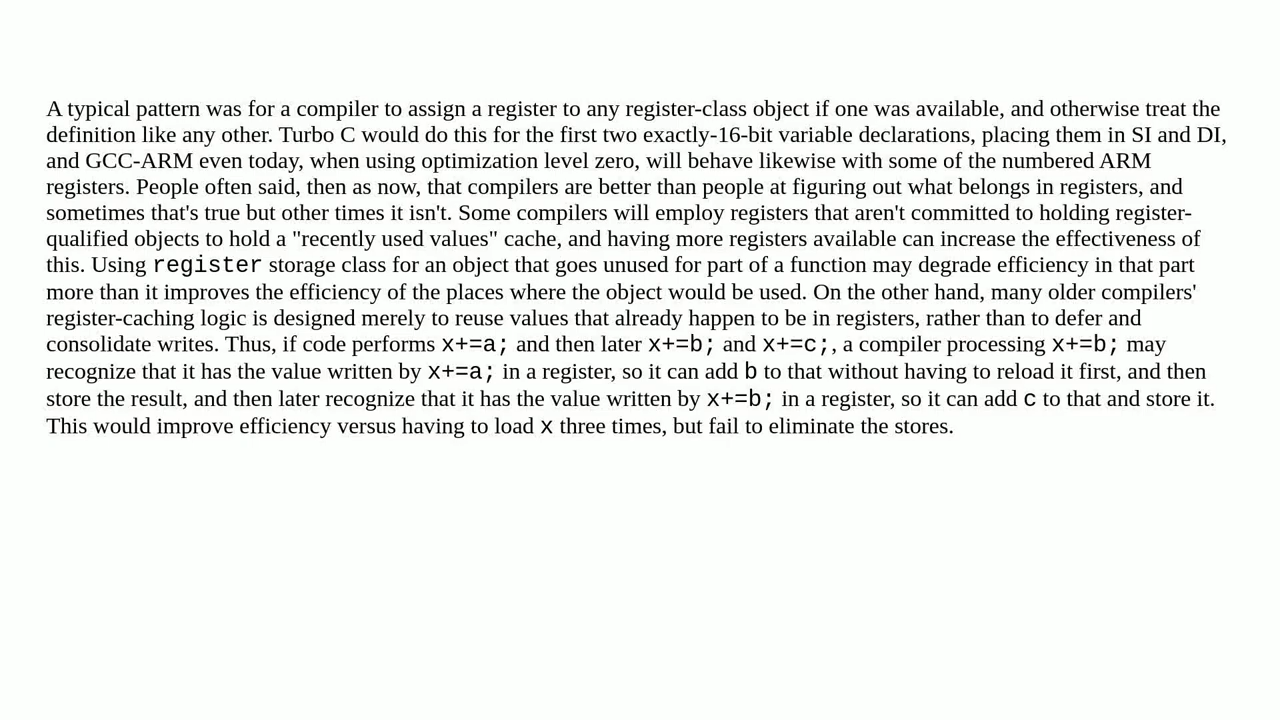 A typical pattern was for a compiler to assign a register to any register-class object if one was available, and otherwise treat the
definition like any other. Turbo C would do this for the first two exactly-16-bit variable declarations, placing them in SI and DI,
and GCC-ARM even today, when using optimization level zero, will behave likewise with some of the numbered ARM
registers. People often said, then as now, that compilers are better than people at figuring out what belongs in registers, and
sometimes that's true but other times it isn't. Some compilers will employ registers that aren't committed to holding register-
qualified objects to hold a "recently used values" cache, and having more registers available can increase the effectiveness of
this. Using register storage class for an object that goes unused for part of a function may degrade efficiency in that part
more than it improves the efficiency of the places where the object would be used. On the other hand, many older compilers'
register-caching logic is designed merely to reuse values that already happen to be in registers, rather than to defer and
consolidate writes. Thus, if code performs x+=a; and then later x+=b; and x+=c;, a compiler processing x+=b; may
recognize that it has the value written by x+=a; in a register, so it can add b to that without having to reload it first, and then
store the result, and then later recognize that it has the value written by x+=b; in a register, so it can add c to that and store it.
This would improve efficiency versus having to load x three times, but fail to eliminate the stores.